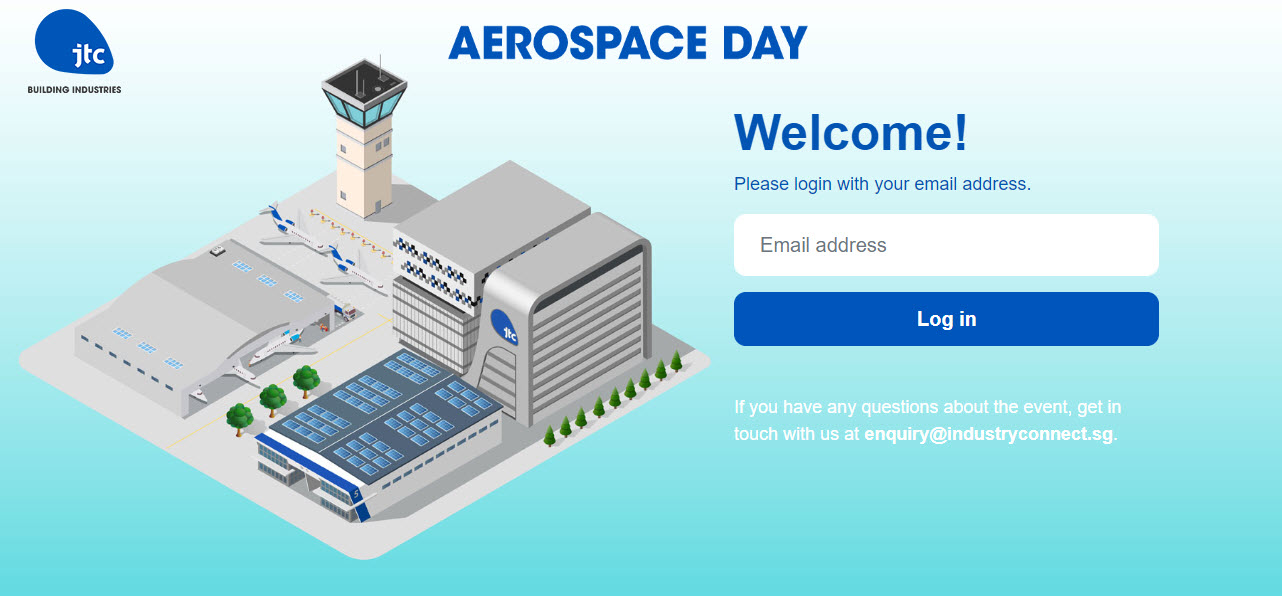 jtc
BUILDING INDUSTRIES
AEROSPACE DAY
Welcome!
Please login with your email address.
Email address
Log in
If you have any questions about the event, get in
touch with us at enquiry@industryconnect.sg.
jtc
5